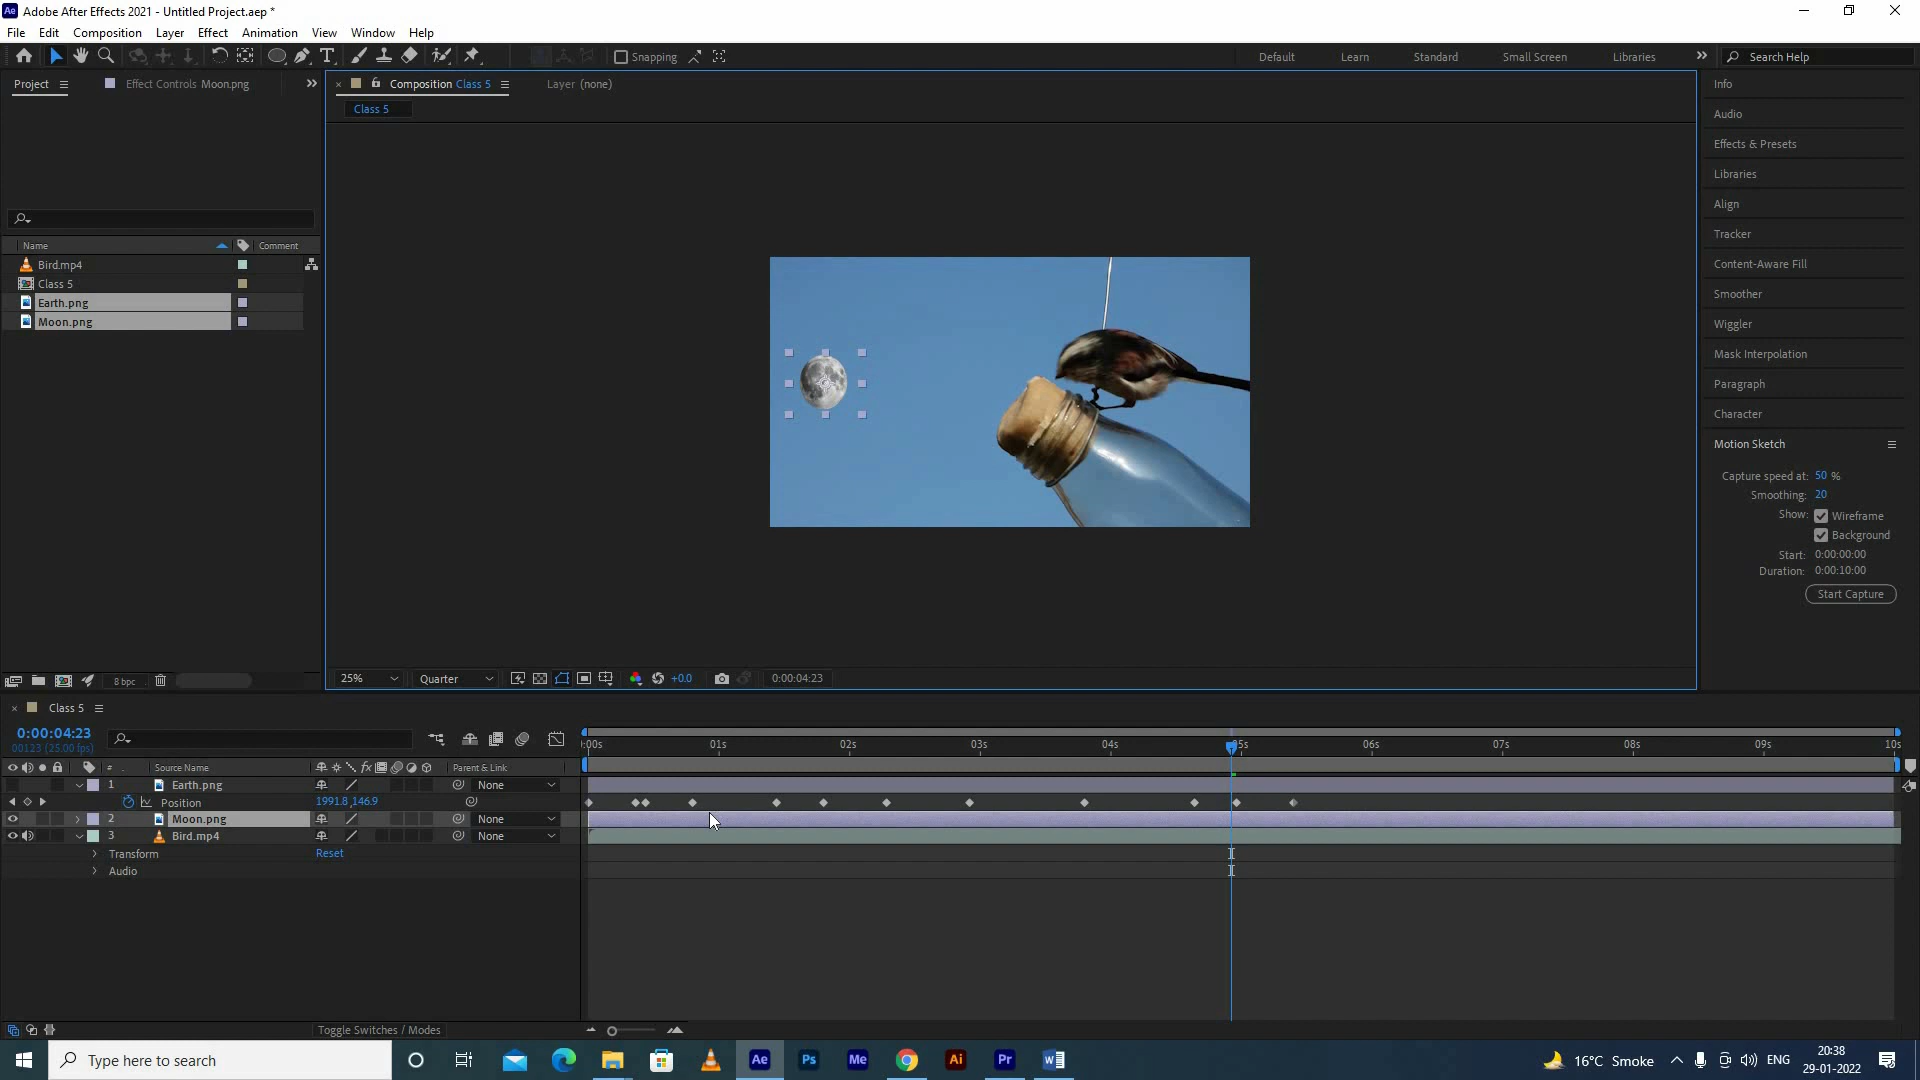 Adobe After Effects 2021 - Untitled Project.aep *
File Edit Composition Layer Effect Animation View Window Help
Snapping
Default Learn Standard Small Screen Libraries
Search Help
Project
Effect Controls Moon.png
Composition Class 5
Layer (none)
Class 5
Name Comment
Bird.mp4
Class 5
Earth.png
Moon.png
8 bpc
25%
Quarter
+0.0
0:00:04:23
Info
Audio
Effects & Presets
Libraries
Align
Tracker
Content-Aware Fill
Smoother
Wiggler
Mask Interpolation
Paragraph
Character
Motion Sketch
Capture speed at: 50 %
Smoothing: 20
Show: Wireframe
Background
Start: 0:00:00:00
Duration: 0:00:10:00
Start Capture
Class 5
0:00:04:23
00123 (25.00 fps)
:00s 01s 02s 03s 04s 05s 06s 07s 08s 09s 10s
# Source Name Parent & Link
1 Earth.png None
Position 1991.8,146.9
2 Moon.png None
3 Bird.mp4 None
Transform Reset
Audio
Toggle Switches / Modes
Type here to search
Ae Ps Me Ai Pr
16°C Smoke
ENG
20:38
29-01-2022